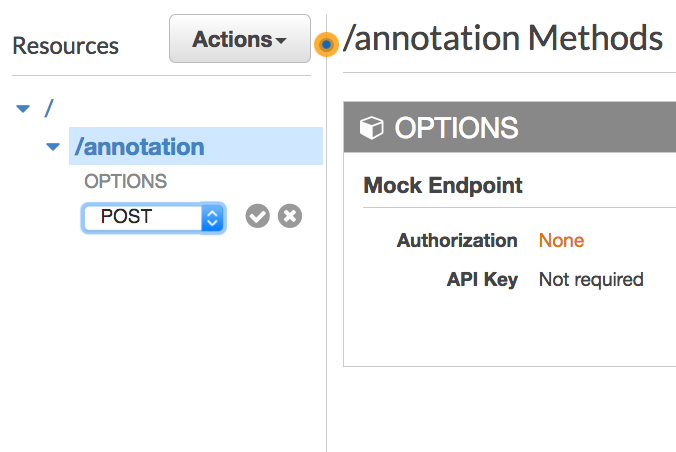 Resources
Actions
/annotation Methods
/
/annotation
OPTIONS
POST
OPTIONS
Mock Endpoint
Authorization None
API Key Not required